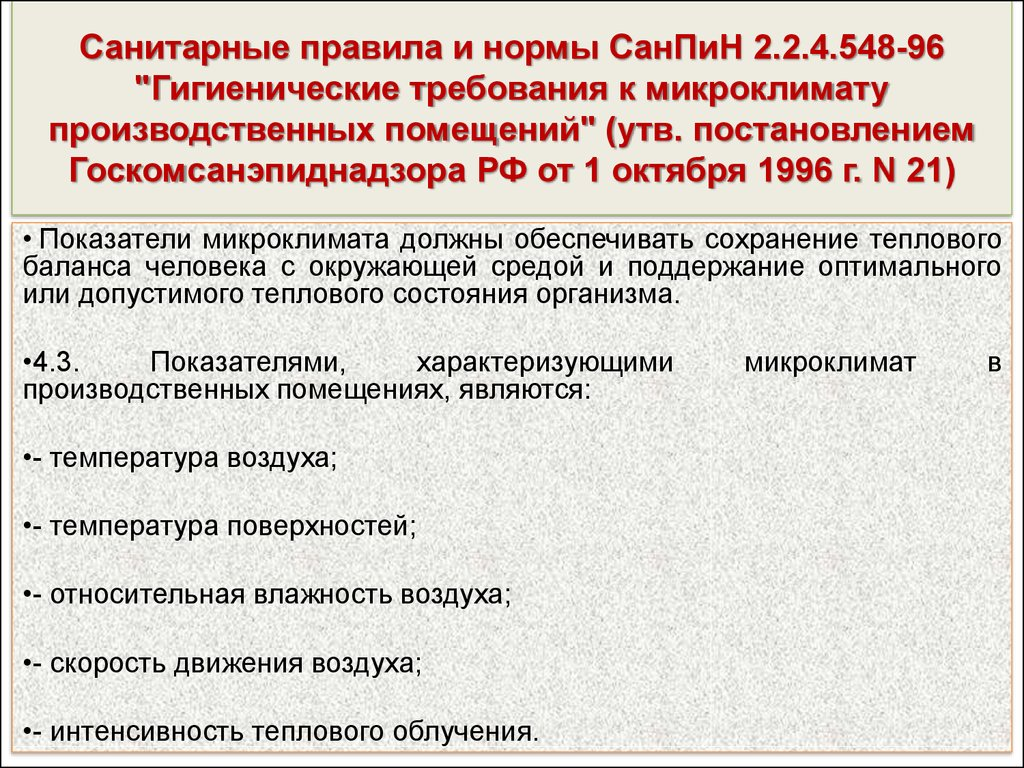 Санитарные правила и нормы СанПиН 2.2.4.548-96
"Гигиенические требования к микроклимату
производственных помещений" (утв. постановлением
Госкомсанэпиднадзора РФ от 1 октября 1996 г. N 21)
• Показатели микроклимата должны обеспечивать сохранение теплового
баланса человека с окружающей средой и поддержание оптимального
или допустимого теплового состояния организма.
•4.3. Показателями, характеризующими микроклимат в
производственных помещениях, являются:
•- температура воздуха;
•- температура поверхностей;
•- относительная влажность воздуха;
•- скорость движения воздуха;
•- интенсивность теплового облучения.